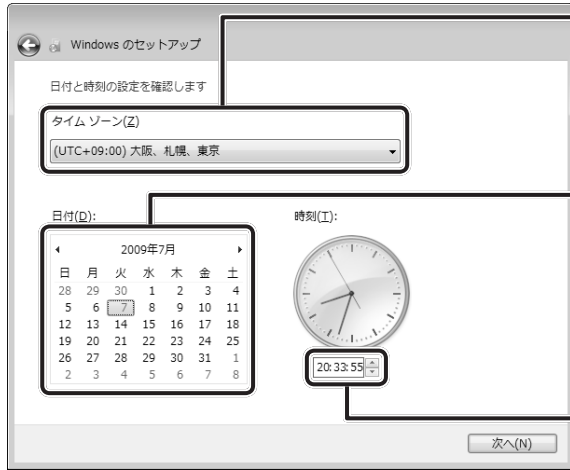 Windows のセットアップ
日付と時刻の設定を確認します
タイム ゾーン(Z)
(UTC+09:00) 大阪、札幌、東京
日付(D):
時刻(T):
2009年7月
日 月 火 水 木 金 土
28 29 30 1 2 3 4
5 6 7 8 9 10 11
12 13 14 15 16 17 18
19 20 21 22 23 24 25
26 27 28 29 30 31 1
2 3 4 5 6 7 8
20:33:55
次へ(N)